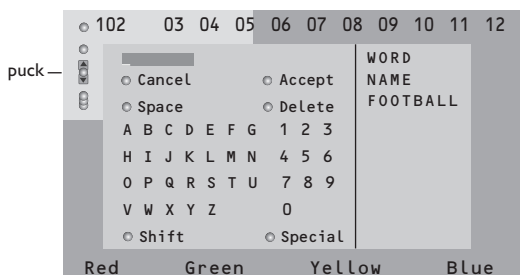 102 03 04 05 06 07 08 09 10 11 12
WORD
puck
Cancel Accept NAME
Space Delete FOOTBALL
A B C D E F G 1 2 3
H I J K L M N 4 5 6
O P Q R S T U 7 8 9
V W X Y Z 0
Shift Special
Red Green Yellow Blue